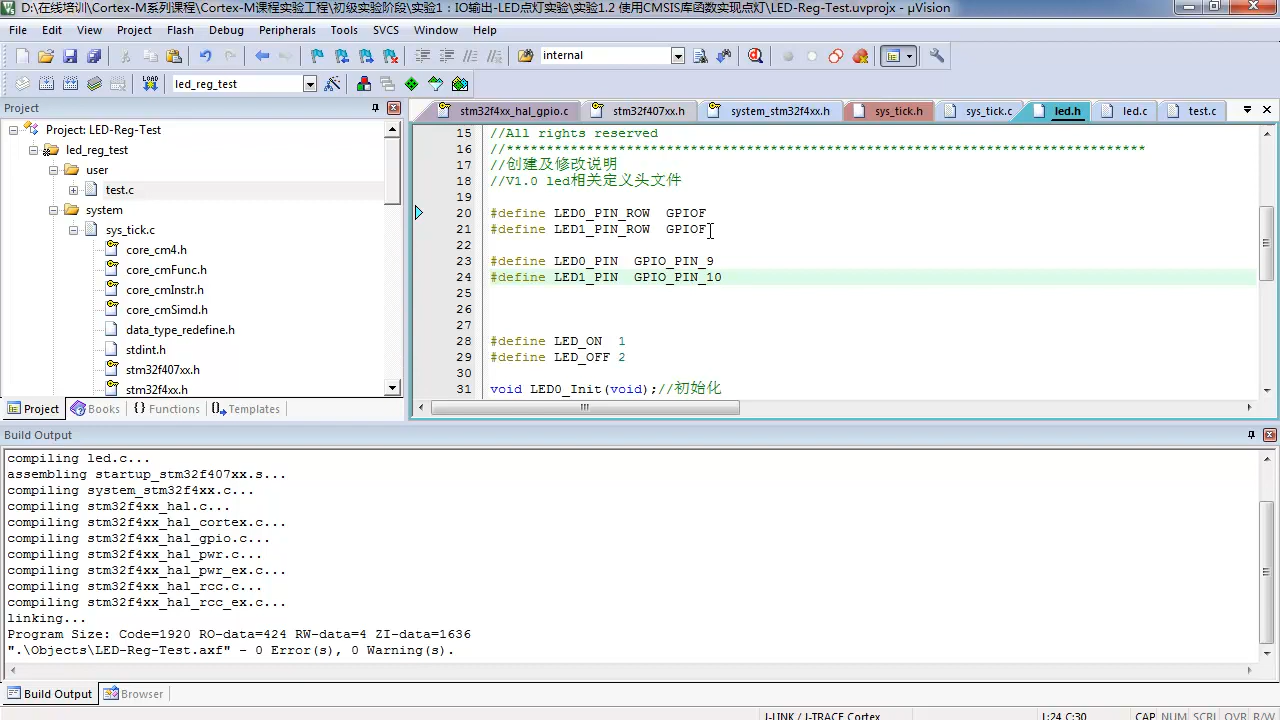 D:\在线培训\Cortex-M系列课程\Cortex-M课程实验工程\初级实验阶段\实验1：IO输出-LED点灯实验\实验1.2 使用CMSIS库函数实现点灯\LED-Reg-Test.uvprojx - µVision
File Edit View Project Flash Debug Peripherals Tools SVCS Window Help
internal
LOAD led_reg_test
Project
stm32f4xx_hal_gpio.c stm32f407xx.h system_stm32f4xx.h sys_tick.h sys_tick.c led.h led.c test.c
Project: LED-Reg-Test
led_reg_test
user
test.c
system
sys_tick.c
core_cm4.h
core_cmFunc.h
core_cmInstr.h
core_cmSimd.h
data_type_redefine.h
stdint.h
stm32f407xx.h
stm32f4xx.h
Project Books {} Functions Templates
15 //All rights reserved
16 //********************************************************************************
17 //创建及修改说明
18 //V1.0 led相关定义头文件
19
20 #define LED0_PIN_ROW  GPIOF
21 #define LED1_PIN_ROW  GPIOF
22
23 #define LED0_PIN  GPIO_PIN_9
24 #define LED1_PIN  GPIO_PIN_10
25
26
27
28 #define LED_ON  1
29 #define LED_OFF 2
30
31 void LED0_Init(void);//初始化
Build Output
compiling led.c...
assembling startup_stm32f407xx.s...
compiling system_stm32f4xx.c...
compiling stm32f4xx_hal.c...
compiling stm32f4xx_hal_cortex.c...
compiling stm32f4xx_hal_gpio.c...
compiling stm32f4xx_hal_pwr.c...
compiling stm32f4xx_hal_pwr_ex.c...
compiling stm32f4xx_hal_rcc.c...
compiling stm32f4xx_hal_rcc_ex.c...
linking...
Program Size: Code=1920 RO-data=424 RW-data=4 ZI-data=1636
".\Objects\LED-Reg-Test.axf" - 0 Error(s), 0 Warning(s).
Build Output Browser
J-LINK / J-TRACE Cortex L:24 C:30 CAP NUM SCRL OVR R/W